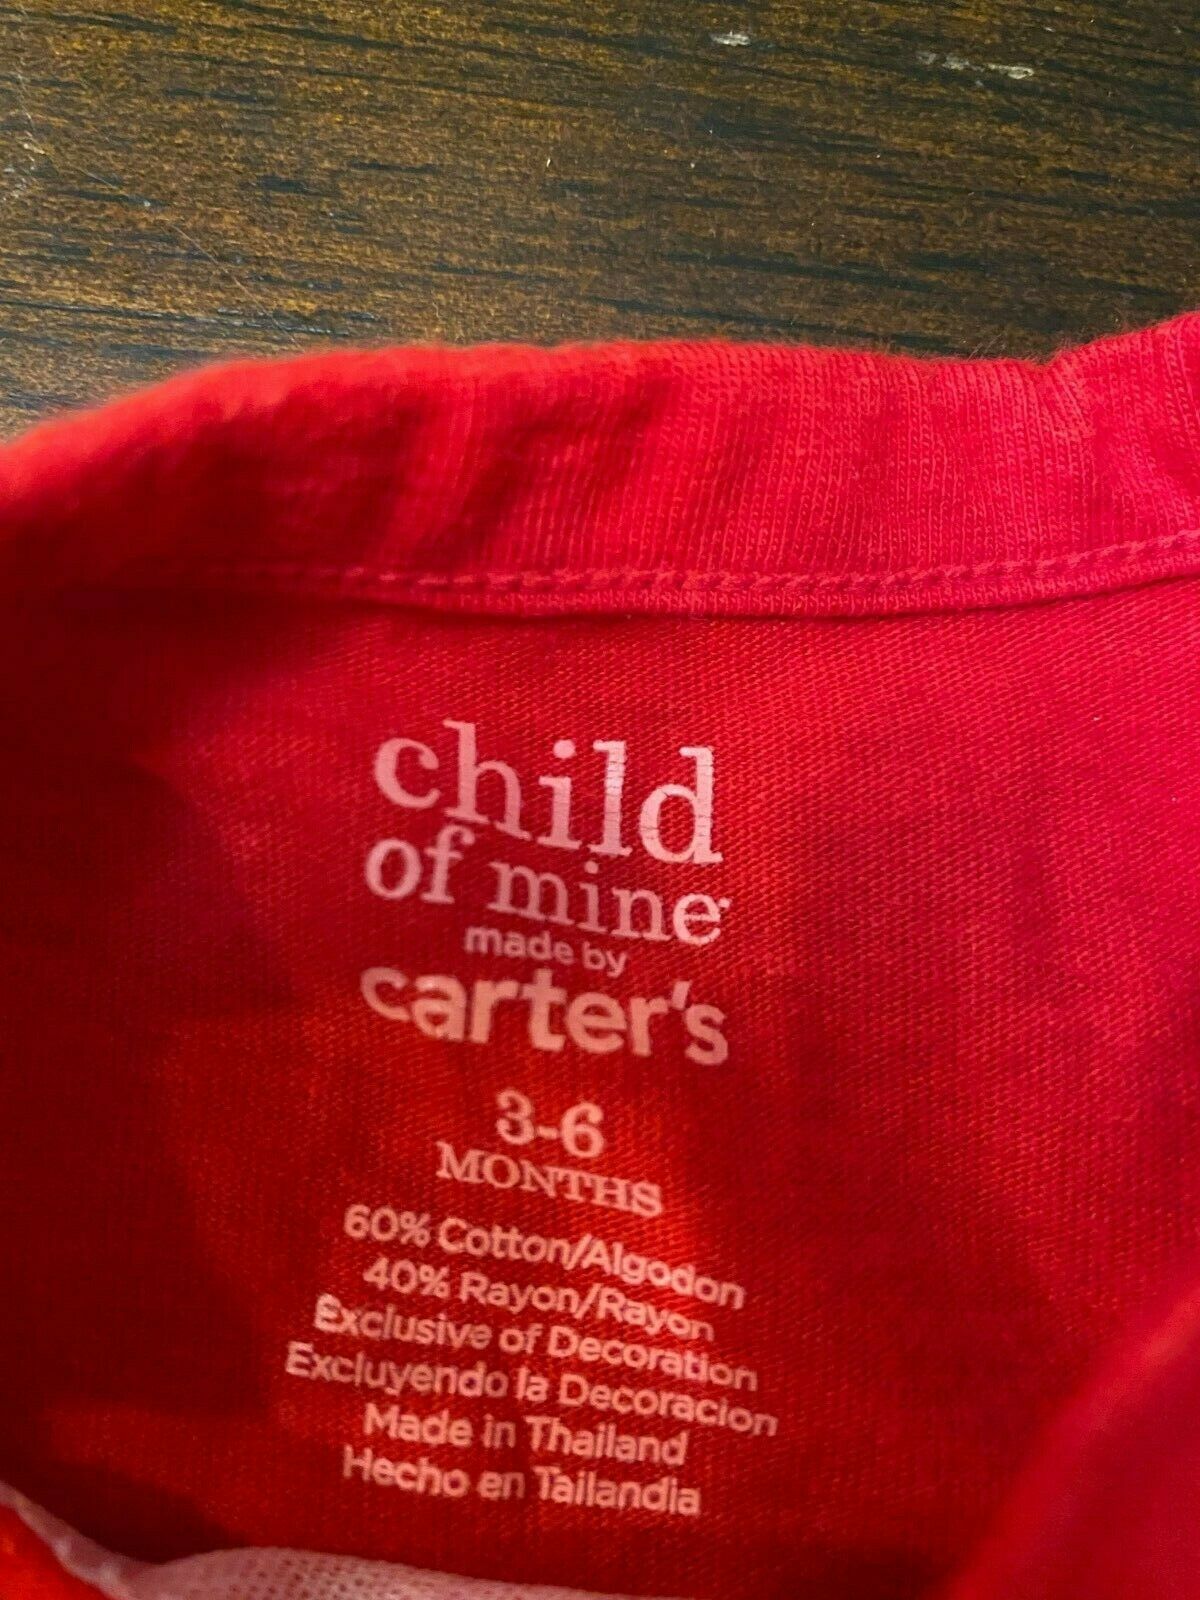 child
of mine
made by
carter's
3-6
MONTHS
60% Cotton/Algodon
40% Rayon/Rayon
Exclusive of Decoration
Excluyendo la Decoracion
Made in Thailand
Hecho en Tailandia